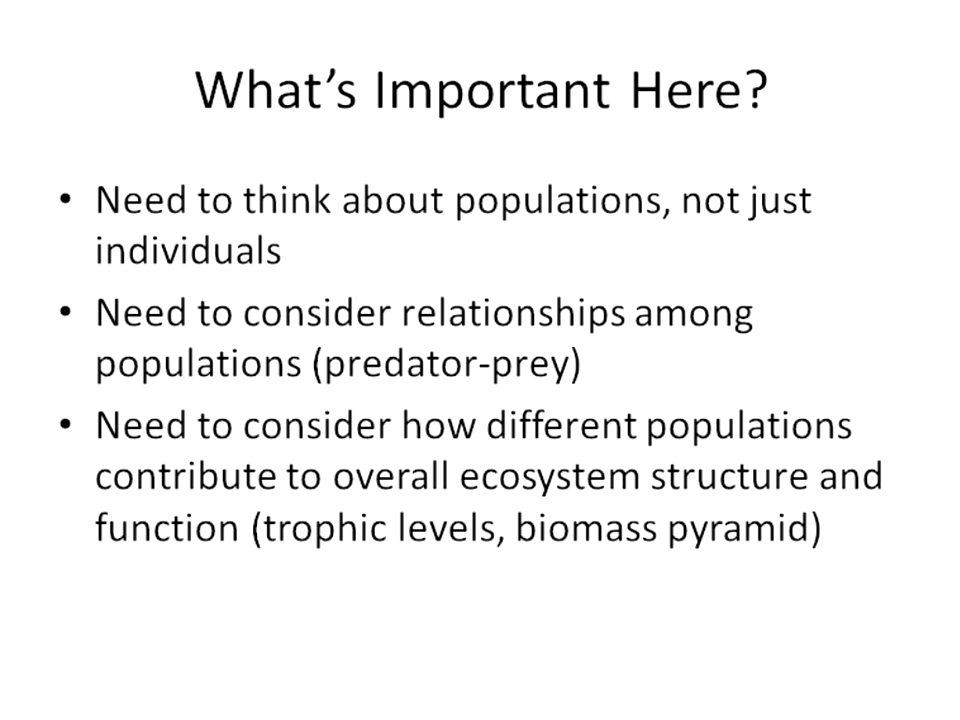 What’s Important Here?
• Need to think about populations, not just
individuals
• Need to consider relationships among
populations (predator-prey)
• Need to consider how different populations
contribute to overall ecosystem structure and
function (trophic levels, biomass pyramid)